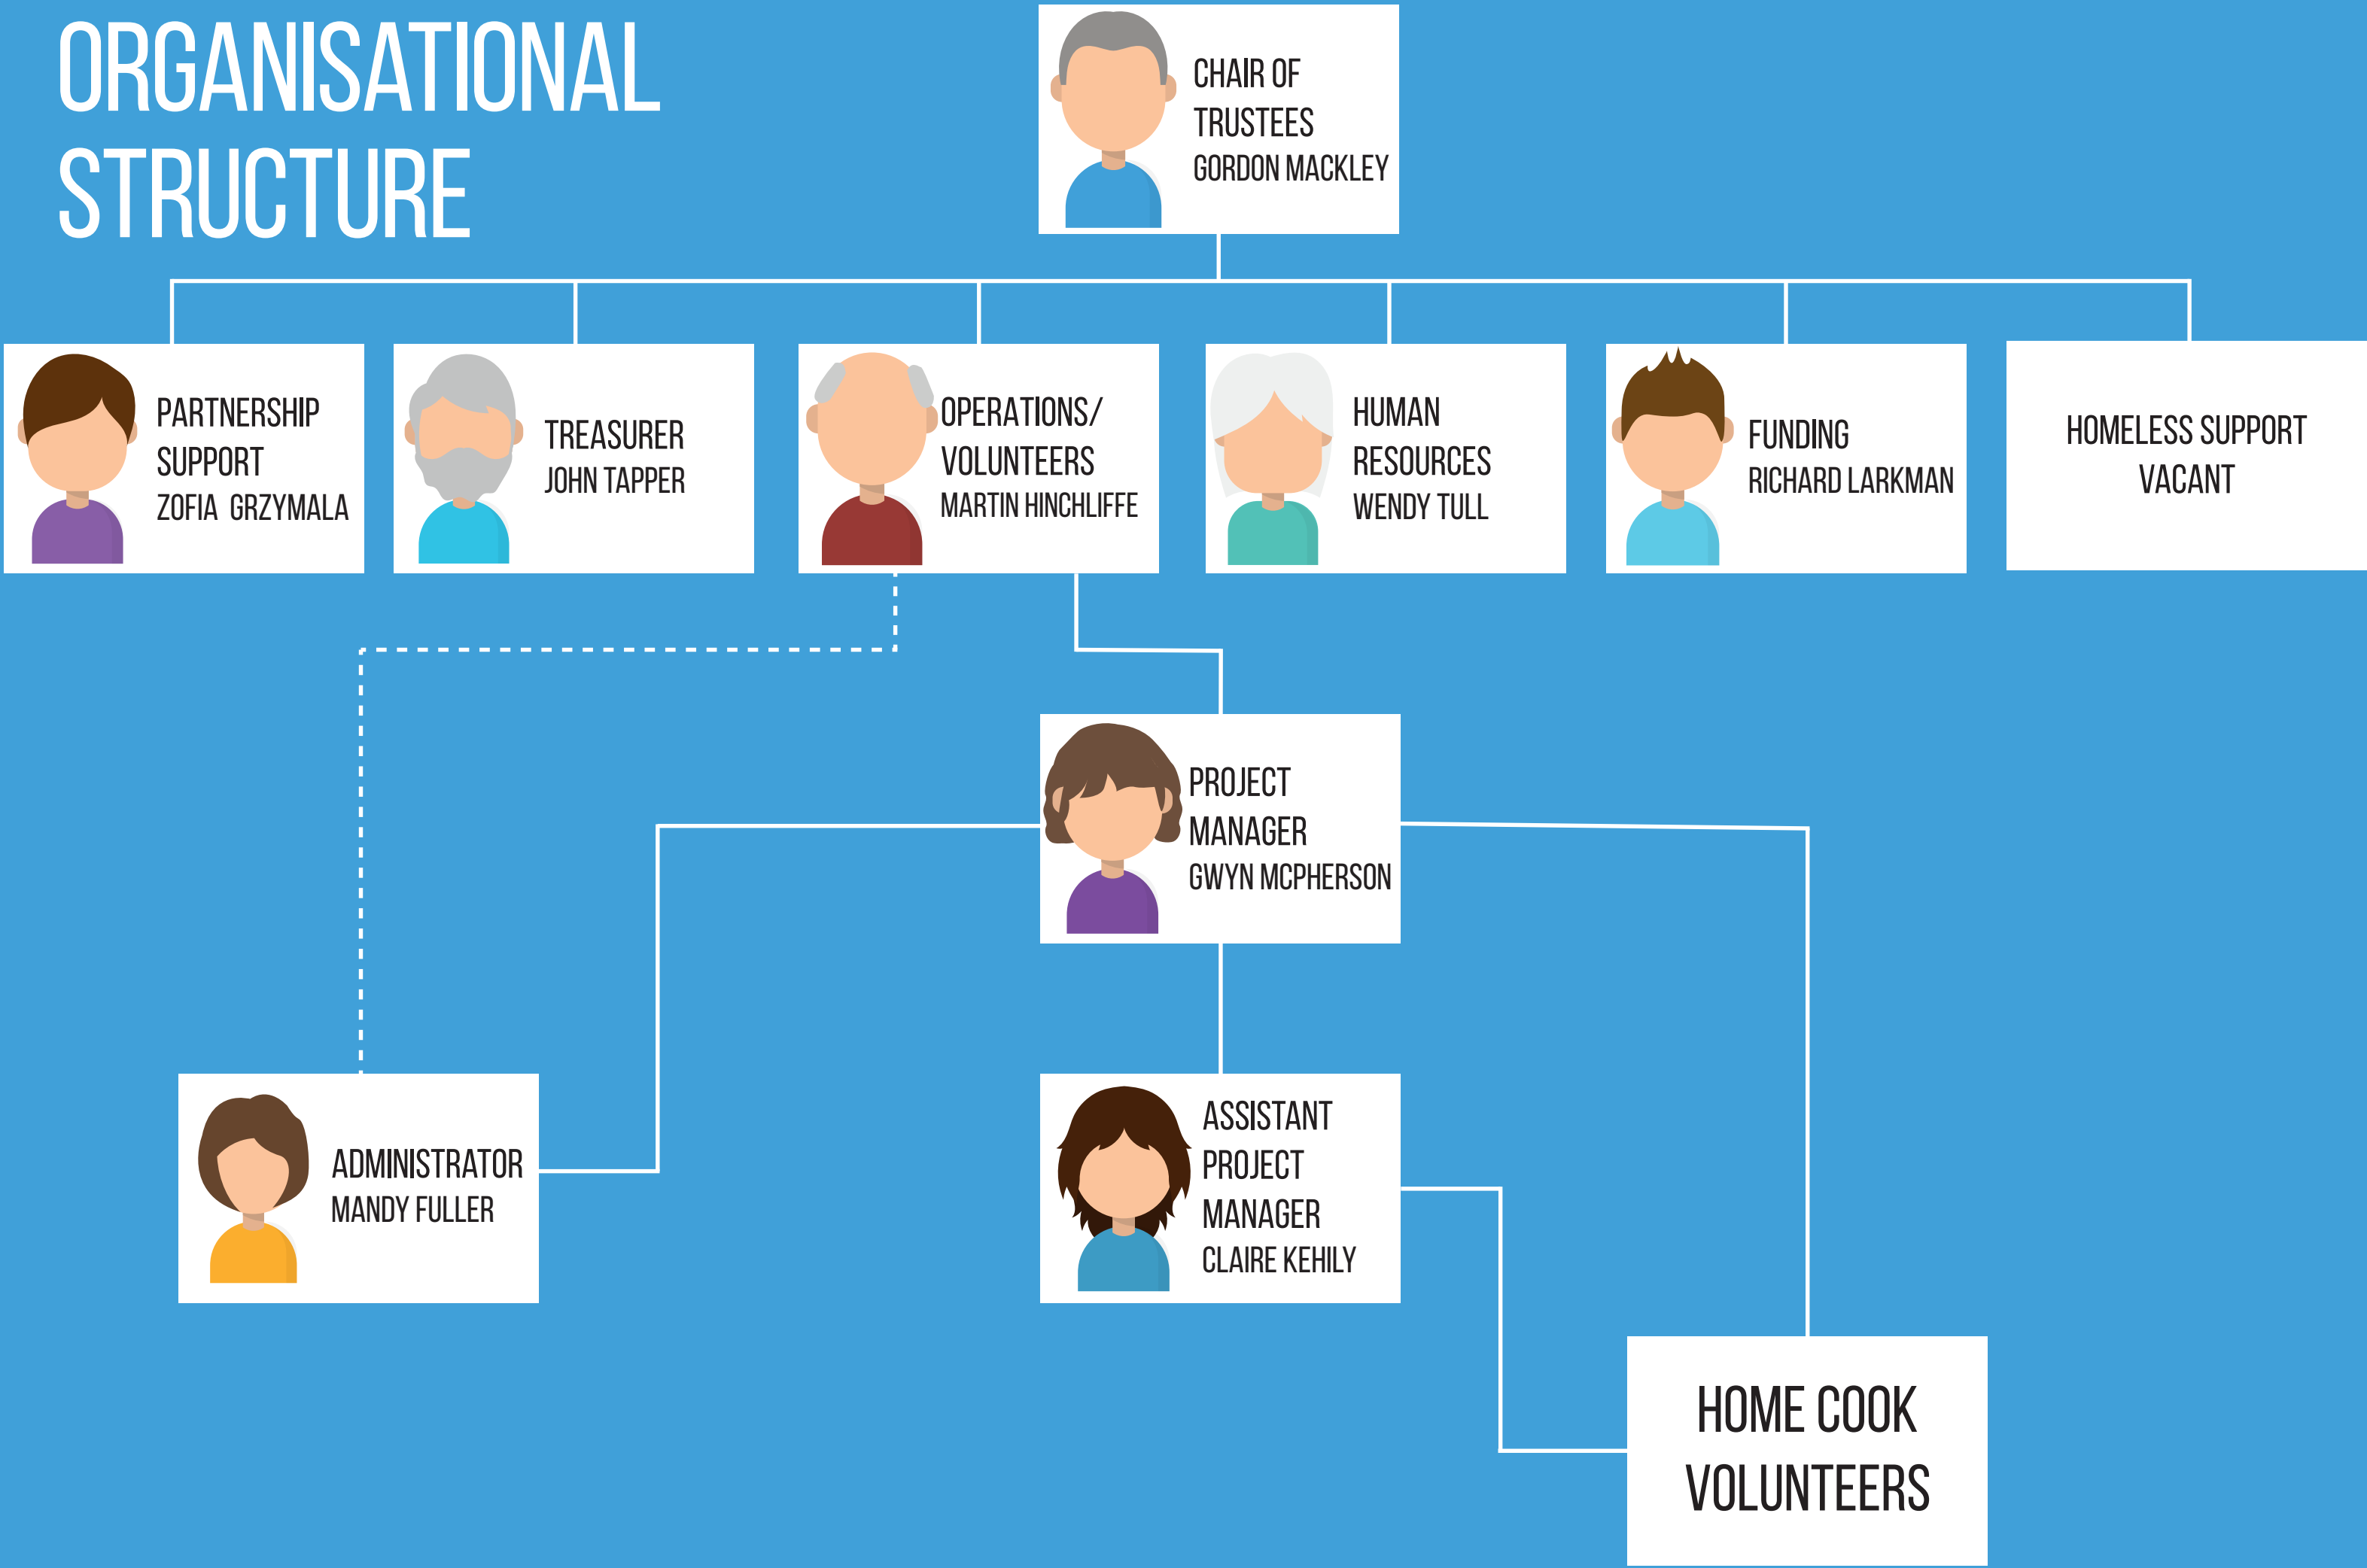 ORGANISATIONAL
STRUCTURE
CHAIR OF
TRUSTEES
GORDON MACKLEY
PARTNERSHIP
SUPPORT
ZOFIA GRZYMALA
TREASURER
JOHN TAPPER
OPERATIONS/
VOLUNTEERS
MARTIN HINCHLIFFE
HUMAN
RESOURCES
WENDY TULL
FUNDING
RICHARD LARKMAN
HOMELESS SUPPORT
VACANT
PROJECT
MANAGER
GWYN MCPHERSON
ADMINISTRATOR
MANDY FULLER
ASSISTANT
PROJECT
MANAGER
CLAIRE KEHILY
HOME COOK
VOLUNTEERS